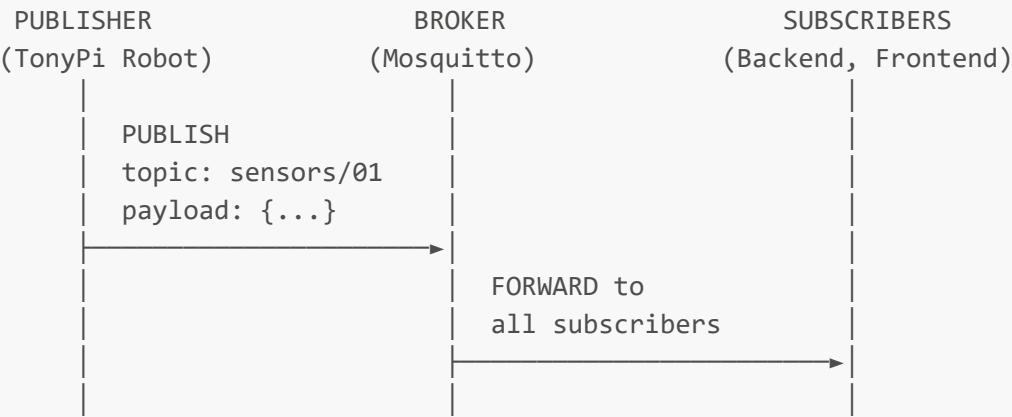 PUBLISHER BROKER SUBSCRIBERS
(TonyPi Robot) (Mosquitto) (Backend, Frontend)
PUBLISH
topic: sensors/01
payload: {...}
FORWARD to
all subscribers